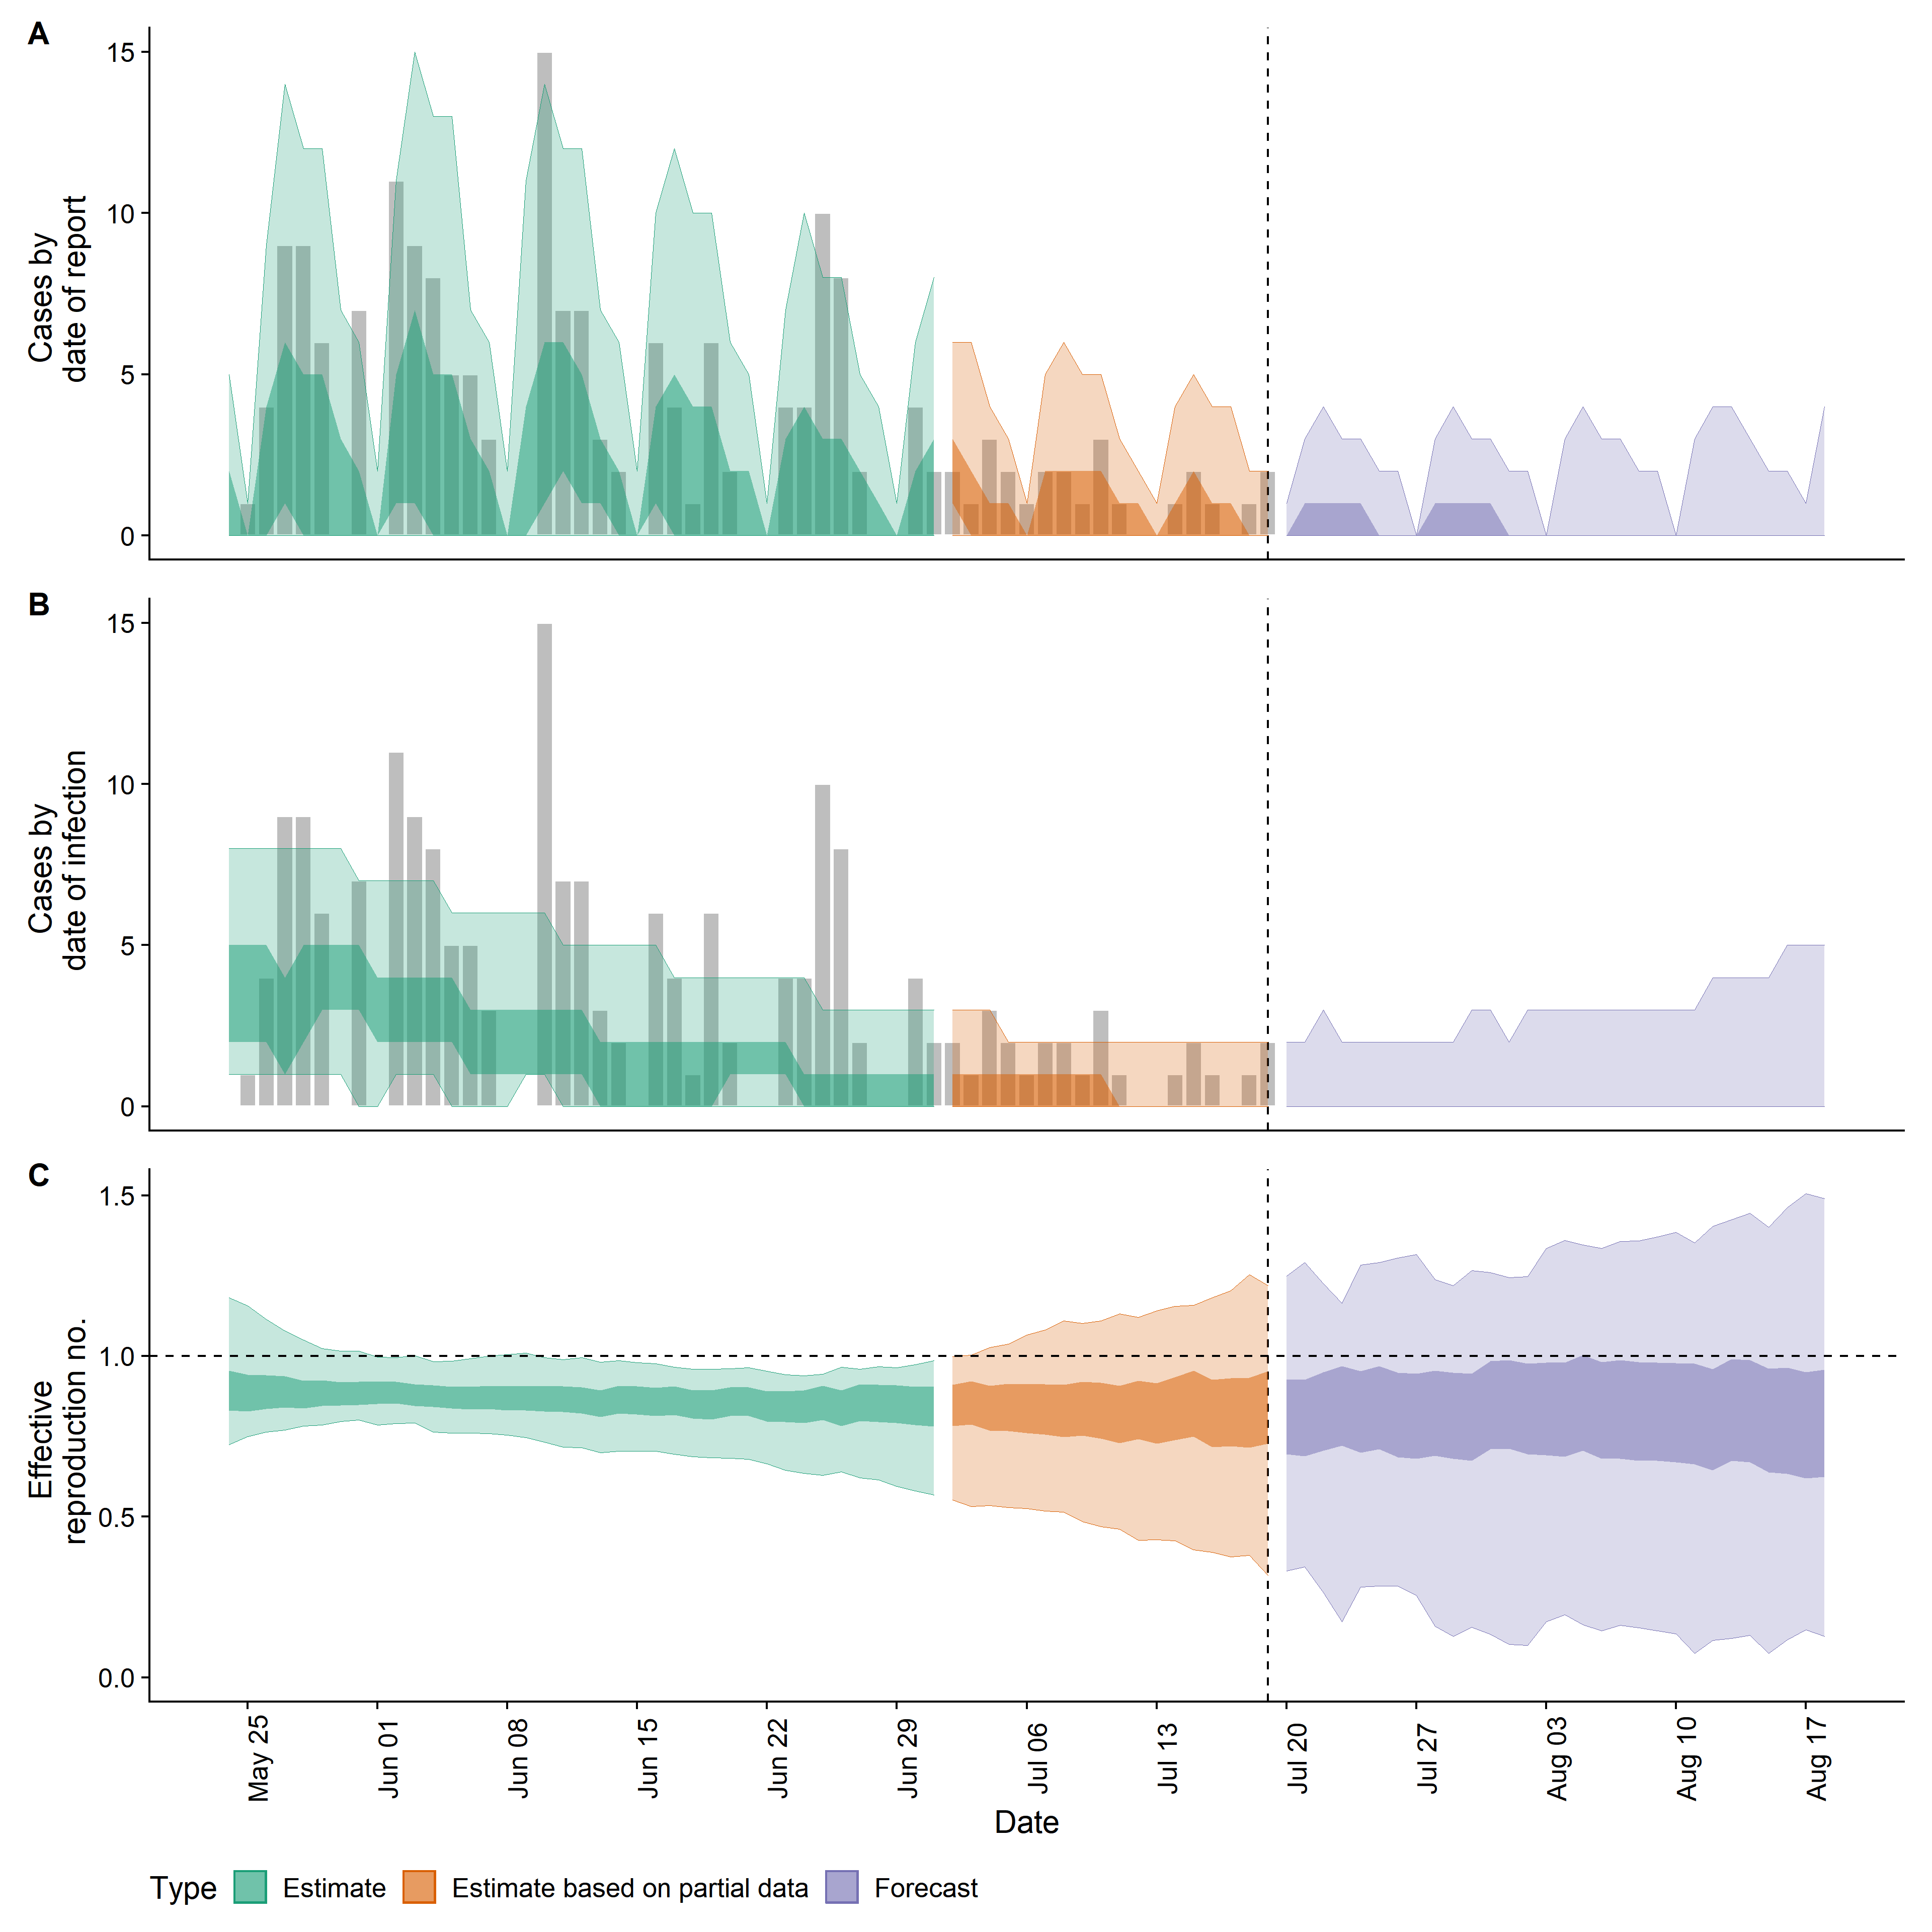 A
15
10
5
0
Cases by
date of report
B
15
10
5
0
Cases by
date of infection
C
1.5
1.0
0.5
0.0
Effective
reproduction no.
May 25
Jun 01
Jun 08
Jun 15
Jun 22
Jun 29
Jul 06
Jul 13
Jul 20
Jul 27
Aug 03
Aug 10
Aug 17
Date
Type Estimate Estimate based on partial data Forecast